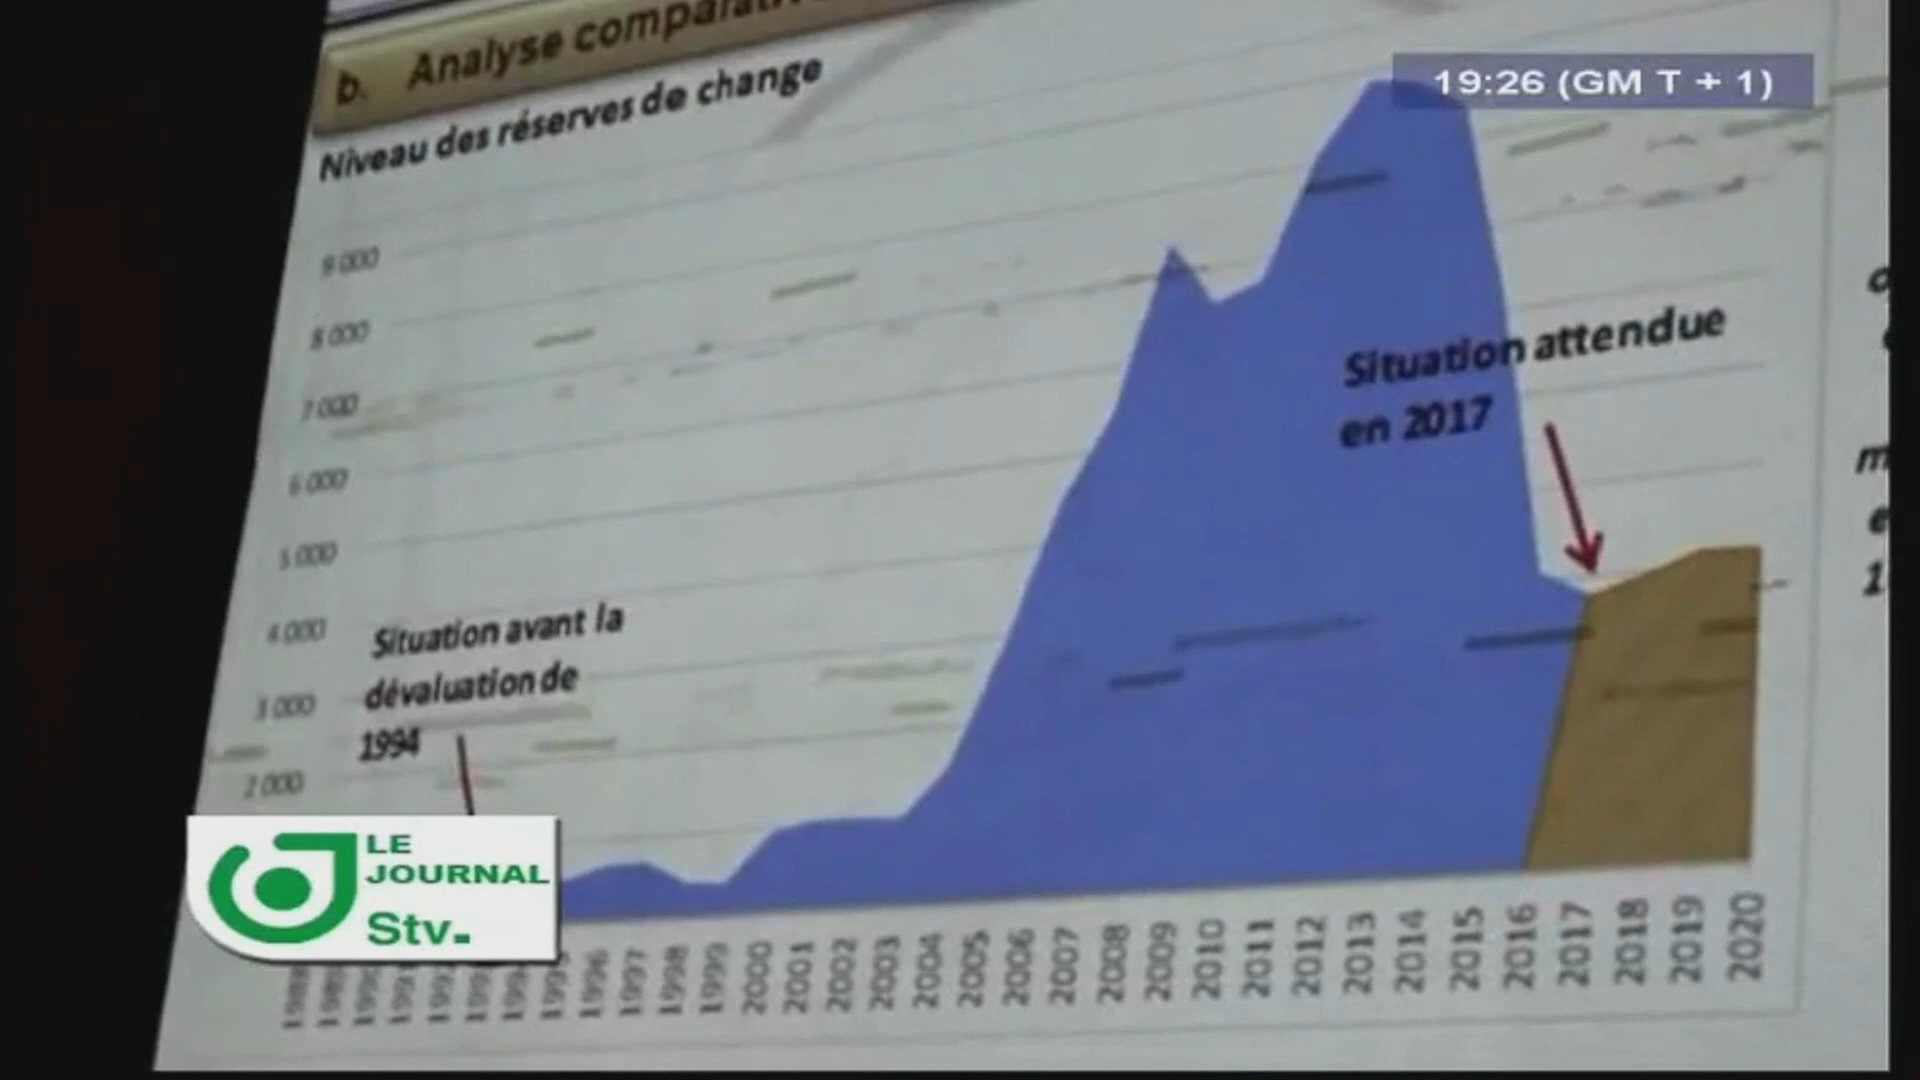 b. Analyse comparati
Niveau des réserves de change
19:26 (GM T + 1)
9 000
8 000
7 000
6 000
5 000
4 000
3 000
2 000
Situation avant la
dévaluation de
1994
Situation attendue
en 2017
LE
JOURNAL
Stv.
1996 1997 1998 1999 2000 2001 2002 2003 2004 2005 2006 2007 2008 2009 2010 2011 2012 2013 2014 2015 2016 2017 2018 2019 2020